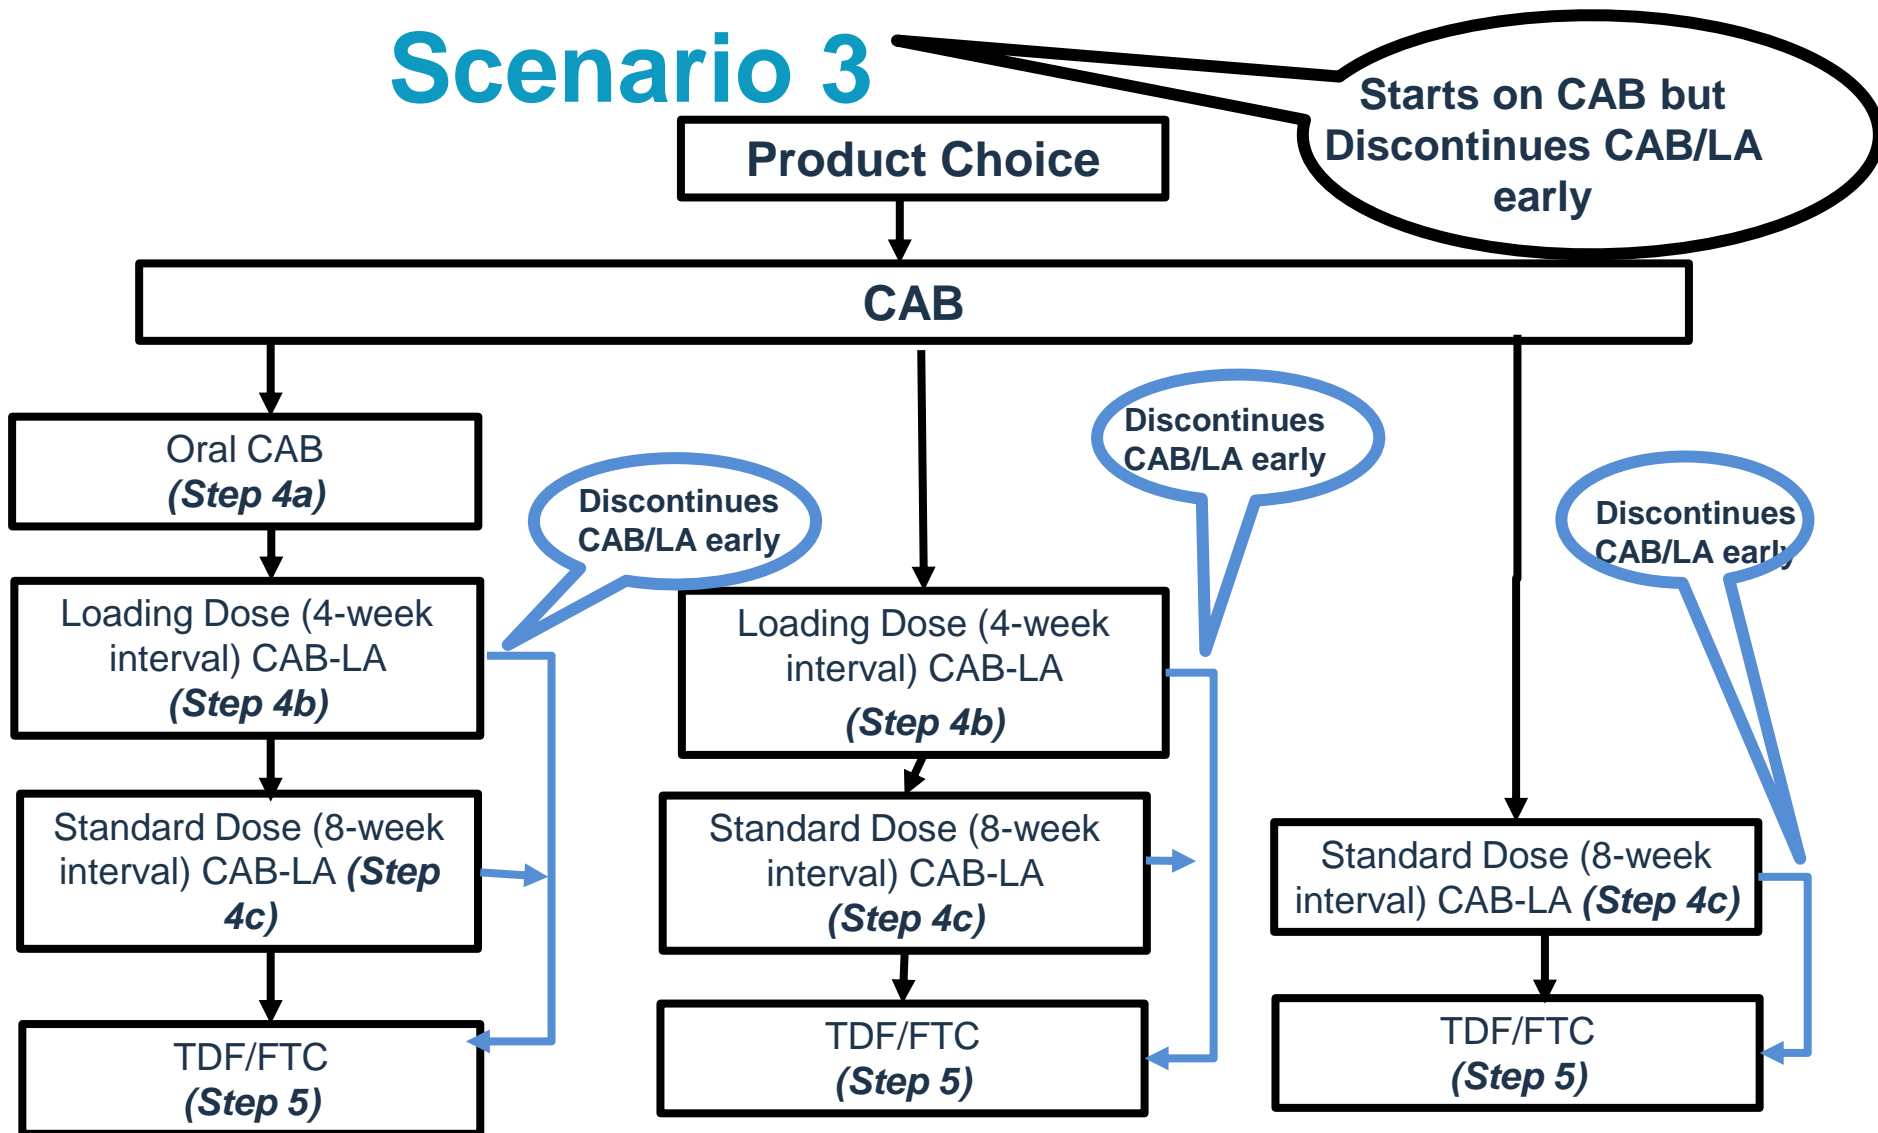 Scenario 3
Starts on CAB but
Discontinues CAB/LA
early
Product Choice
CAB
Oral CAB
(Step 4a)
Discontinues
CAB/LA early
Loading Dose (4-week
interval) CAB-LA
(Step 4b)
Standard Dose (8-week
interval) CAB-LA (Step
4c)
TDF/FTC
(Step 5)
Discontinues
CAB/LA early
Loading Dose (4-week
interval) CAB-LA
(Step 4b)
Standard Dose (8-week
interval) CAB-LA
(Step 4c)
TDF/FTC
(Step 5)
Discontinues
CAB/LA early
Standard Dose (8-week
interval) CAB-LA (Step 4c)
TDF/FTC
(Step 5)